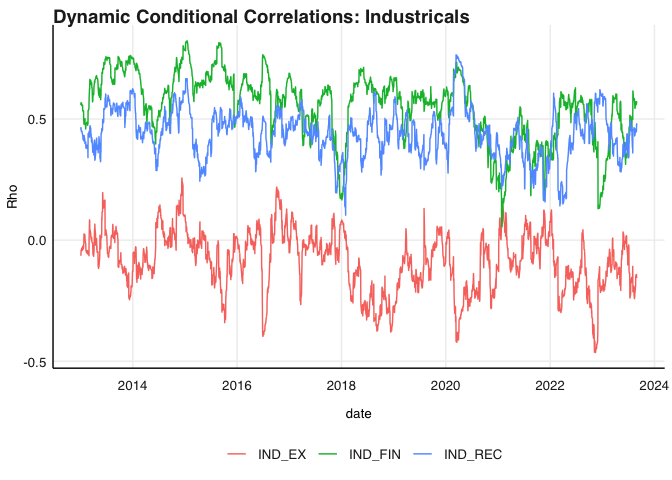 Dynamic Conditional Correlations: Industricals
Rho
0.5
0.0
-0.5
2014 2016 2018 2020 2022 2024
date
IND_EX IND_FIN IND_REC